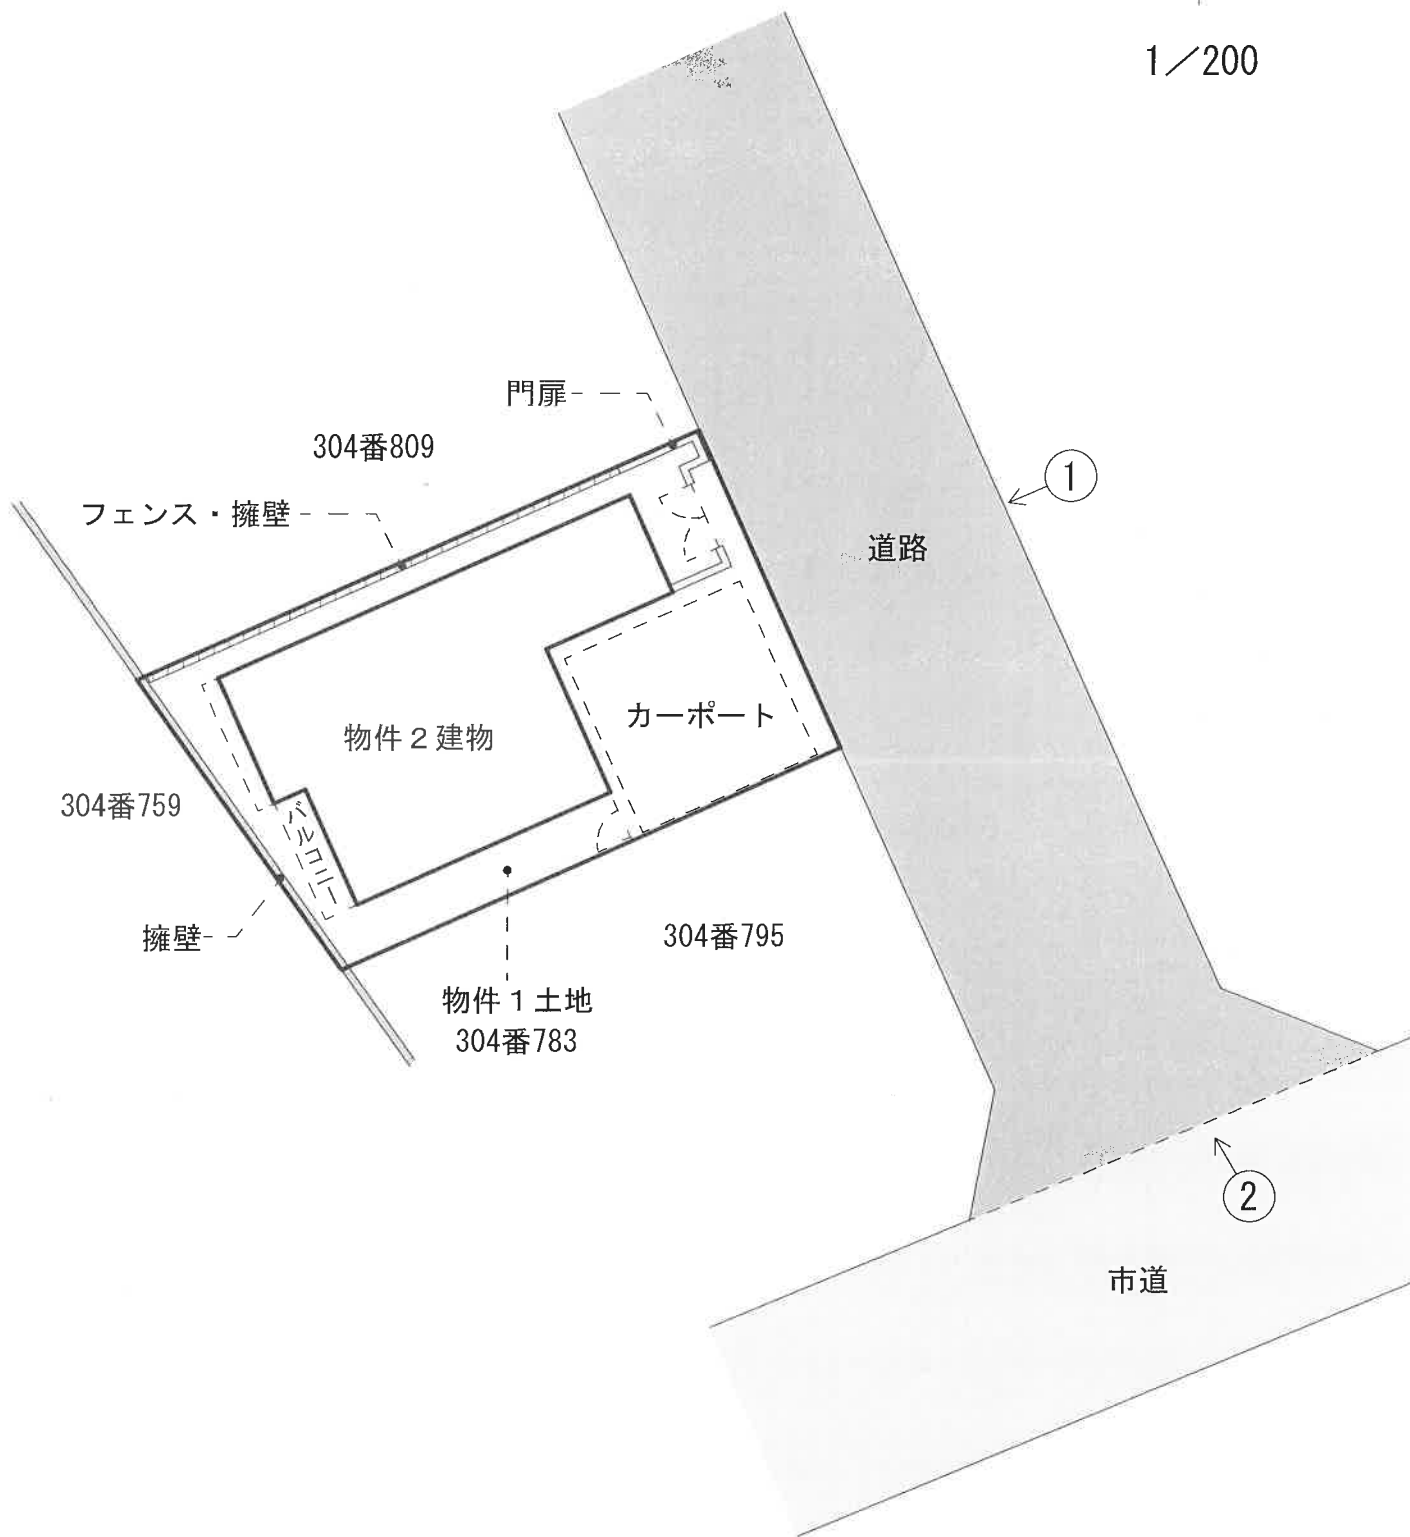 1／200
門扉
304番809
①
フェンス・擁壁
道路
カーポート
物件２建物
304番759
バルコニー
擁壁
304番795
物件１土地
304番783
②
市道